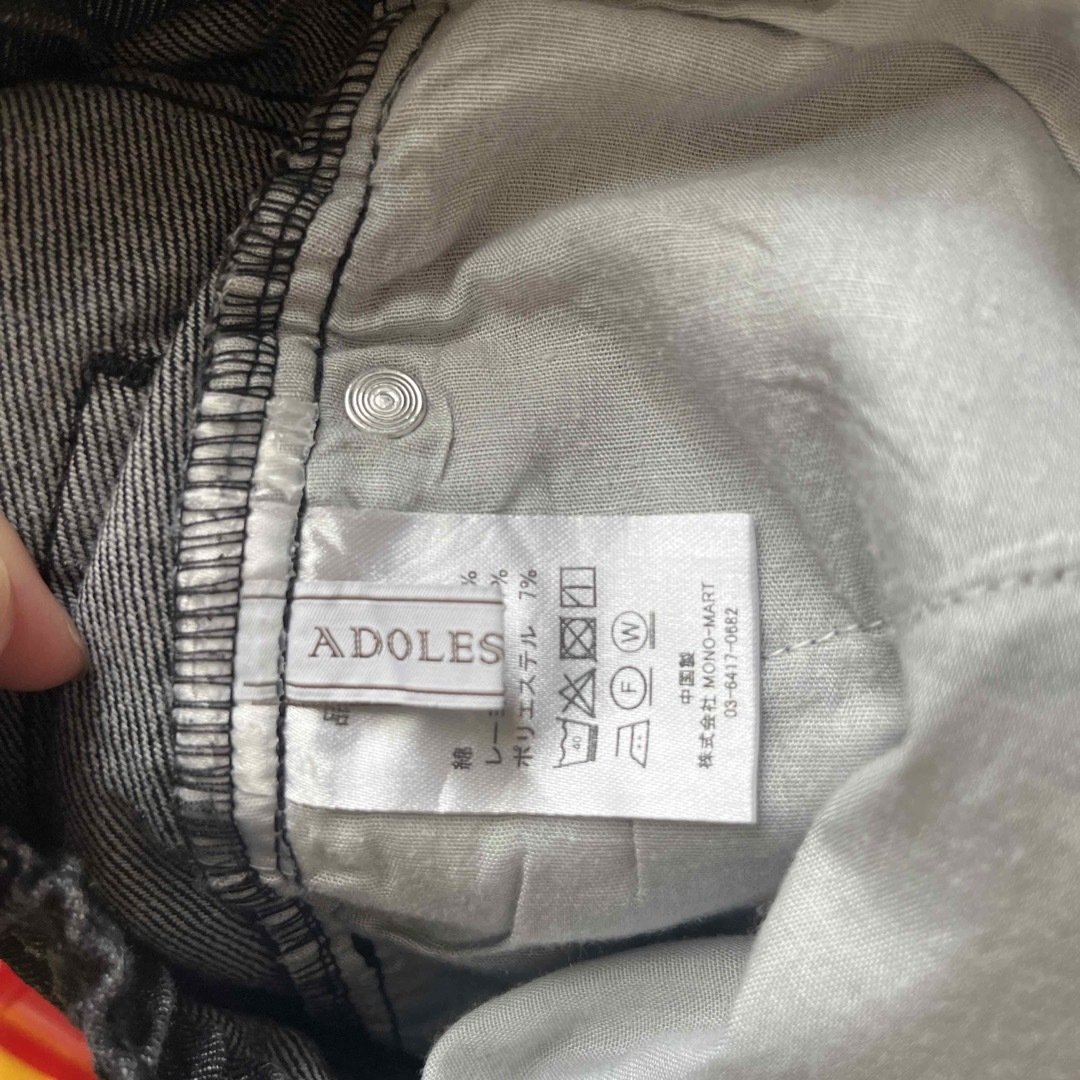 ADOLES
品
綿 %
レー %
ポリエステル 7%
40
F W
中国製
株式会社 MONO-MART
03-6417-0682